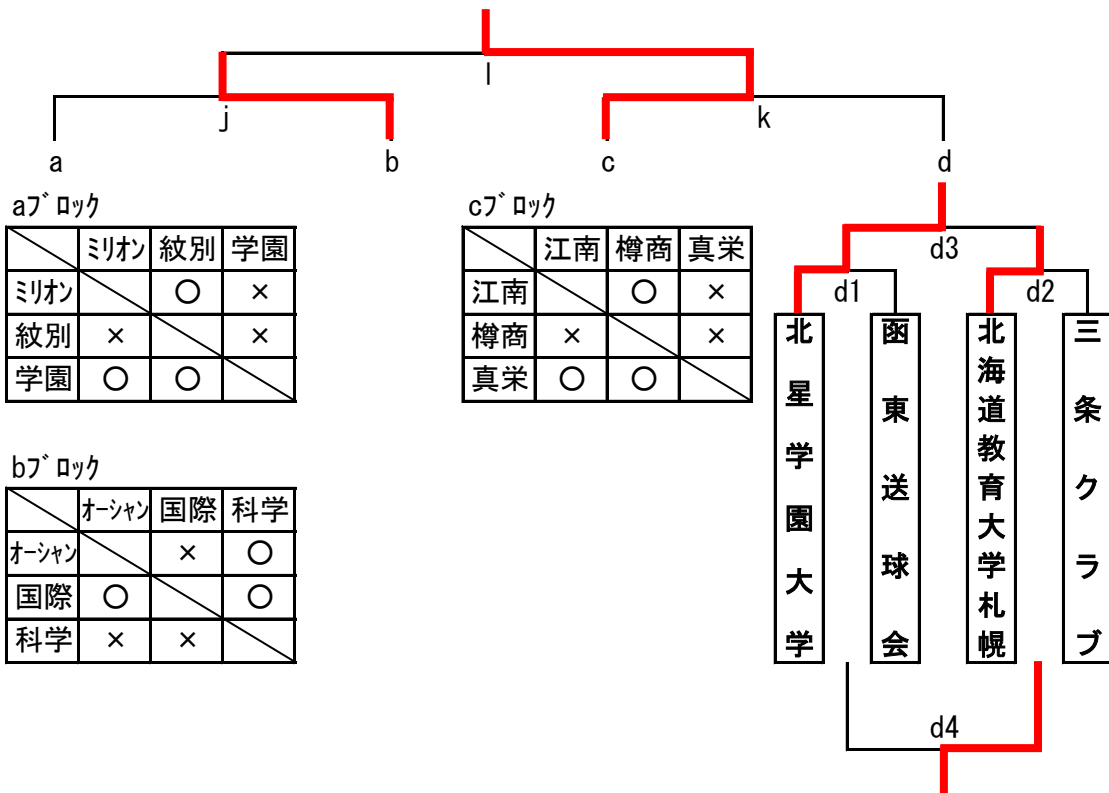 l
j
k
a
b
c
d
aブロック
ミリオン 紋別 学園
ミリオン ○ ×
紋別 × ×
学園 ○ ○
cブロック
江南 樽商 真栄
江南 ○ ×
樽商 × ×
真栄 ○ ○
bブロック
オーシャン 国際 科学
オーシャン × ○
国際 ○ ○
科学 × ×
d3
d1
d2
北星学園大学
函東送球会
北海道教育大学札幌
三条クラブ
d4